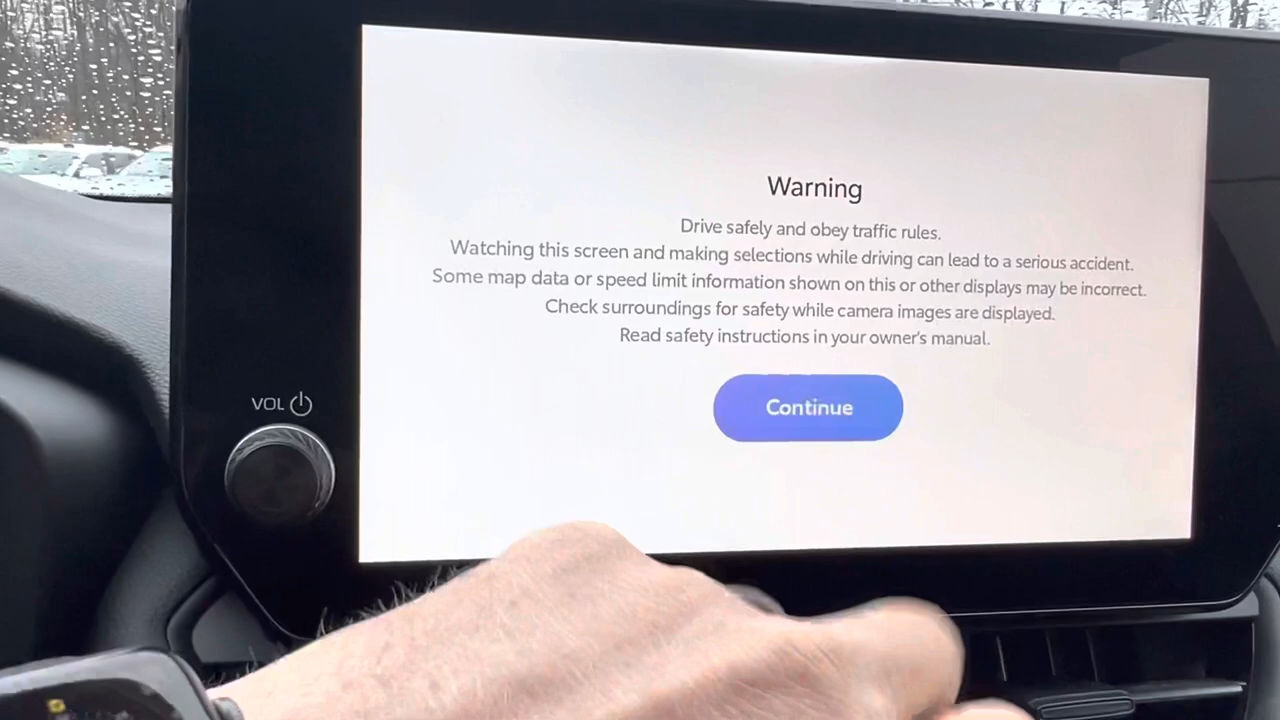 Warning
Drive safely and obey traffic rules.
Watching this screen and making selections while driving can lead to a serious accident.
Some map data or speed limit information shown on this or other displays may be incorrect.
Check surroundings for safety while camera images are displayed.
Read safety instructions in your owner's manual.
VOL
Continue